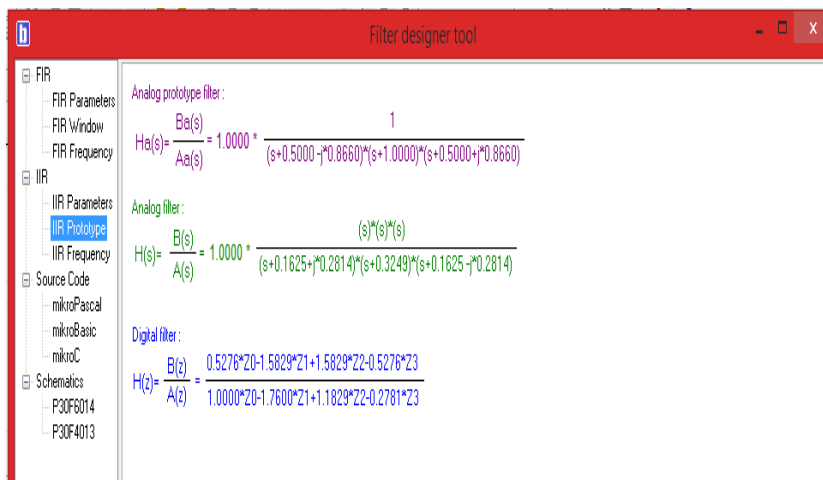 b
Filter designer tool
FIR
FIR Parameters
FIR Window
FIR Frequency
IIR
IIR Parameters
IIR Prototype
IIR Frequency
Source Code
mikroPascal
mikroBasic
mikroC
Schematics
P30F6014
P30F4013
Analog prototype filter :
Ha(s)= Ba(s) / Aa(s) = 1.0000 * 1 / (s+0.5000 -j*0.8660)*(s+1.0000)*(s+0.5000+j*0.8660)
Analog filter :
H(s)= B(s) / A(s) = 1.0000 * (s)*(s)*(s) / (s+0.1625+j*0.2814)*(s+0.3249)*(s+0.1625 -j*0.2814)
Digital filter :
H(z)= B(z) / A(z) = 0.5276*Z0-1.5829*Z1+1.5829*Z2-0.5276*Z3 / 1.0000*Z0-1.7600*Z1+1.1829*Z2-0.2781*Z3